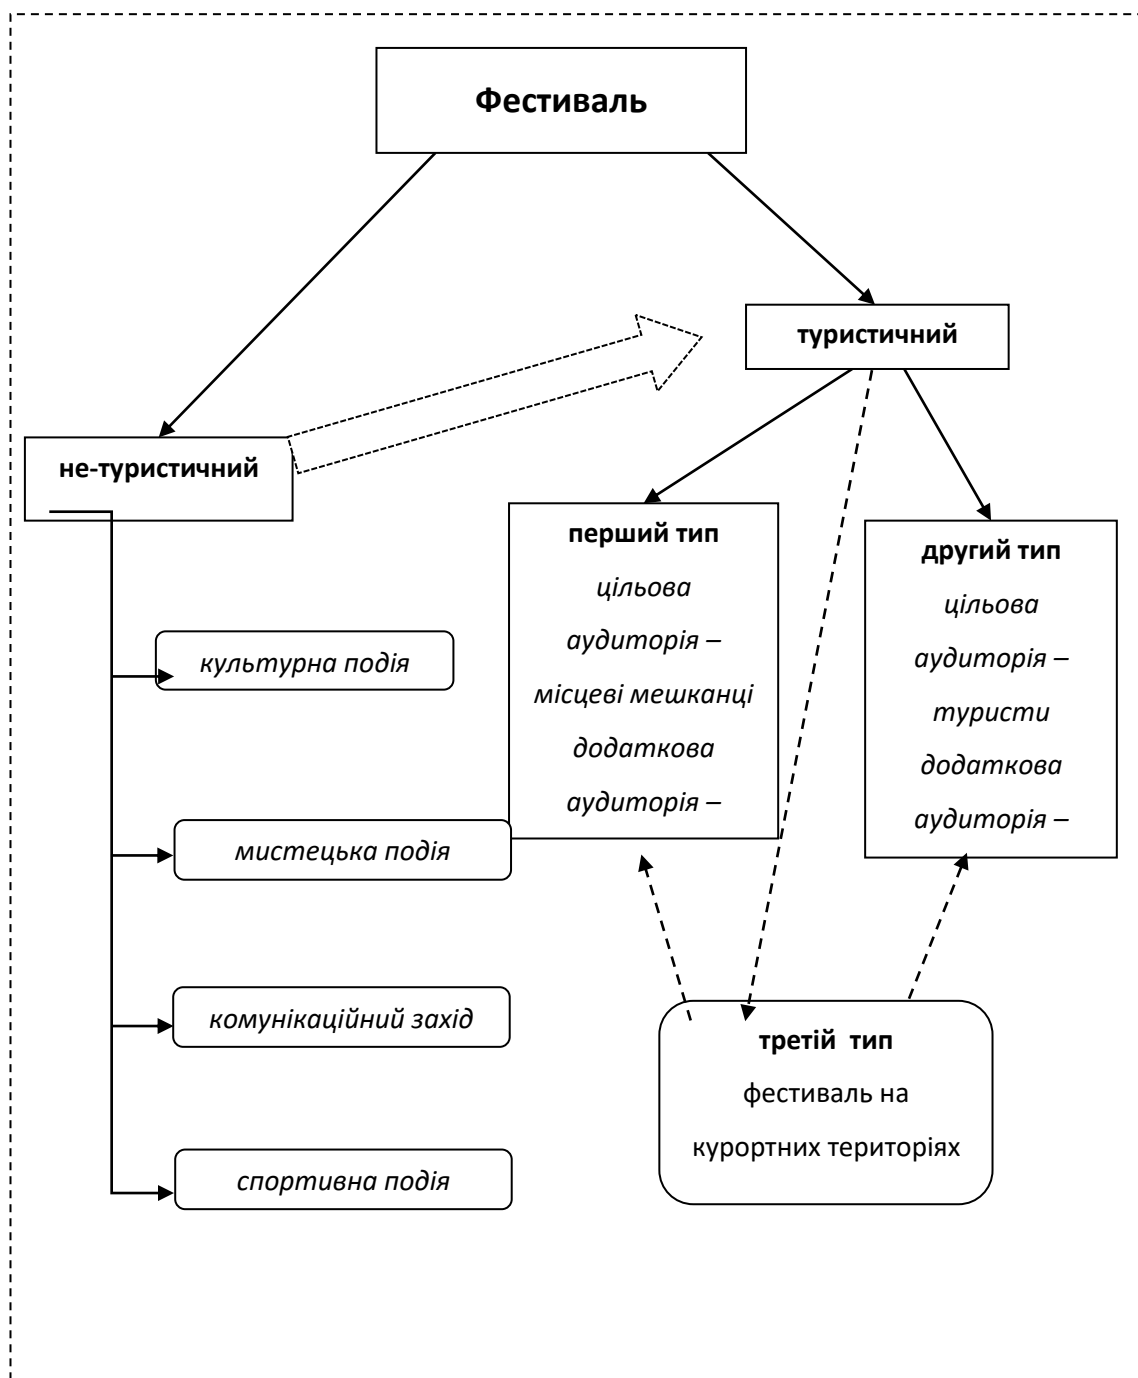 Фестиваль
туристичний
не-туристичний
перший тип
цільова
аудиторія –
місцеві мешканці
додаткова
аудиторія –
другий тип
цільова
аудиторія –
туристи
додаткова
аудиторія –
культурна подія
мистецька подія
комунікаційний захід
спортивна подія
третій тип
фестиваль на
курортних територіях